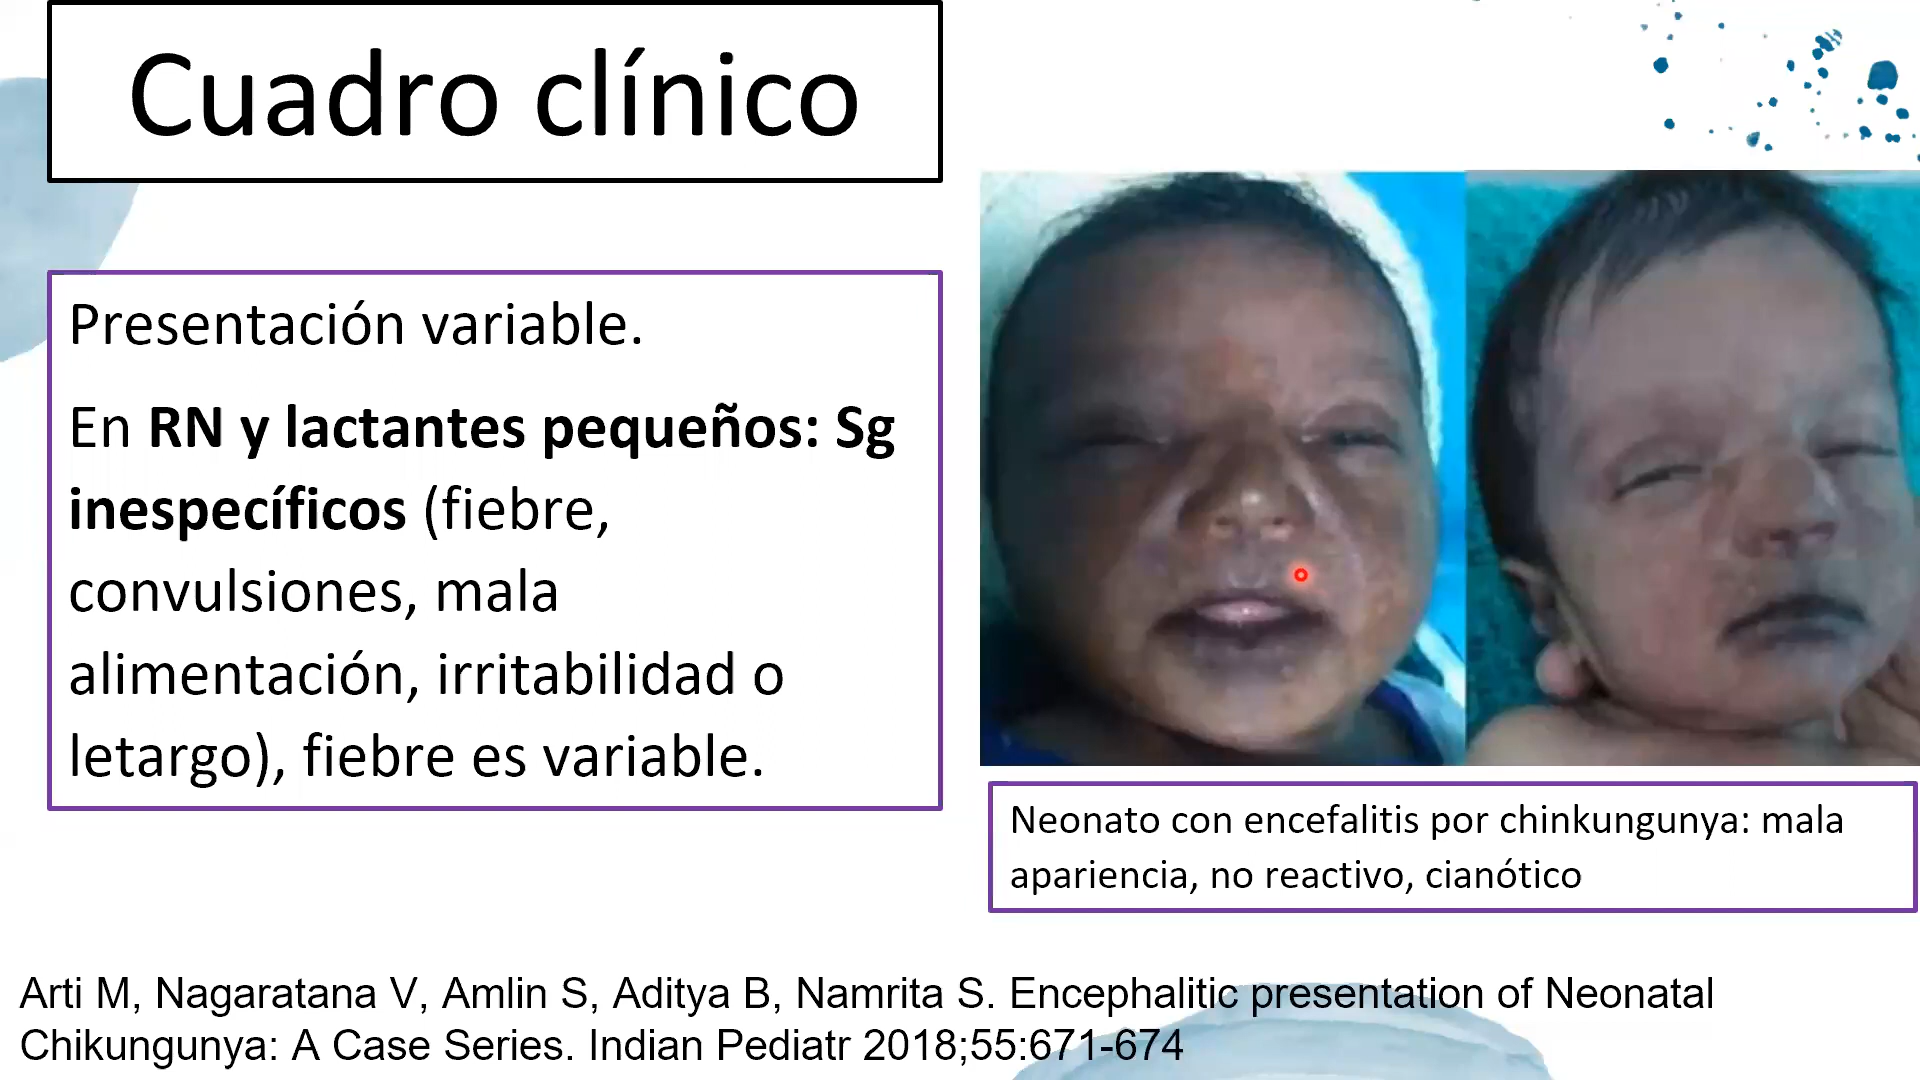 Cuadro clínico
Presentación variable.
En RN y lactantes pequeños: Sg
inespecíficos (fiebre,
convulsiones, mala
alimentación, irritabilidad o
letargo), fiebre es variable.
Neonato con encefalitis por chinkungunya: mala
apariencia, no reactivo, cianótico
Arti M, Nagaratana V, Amlin S, Aditya B, Namrita S. Encephalitic presentation of Neonatal
Chikungunya: A Case Series. Indian Pediatr 2018;55:671-674